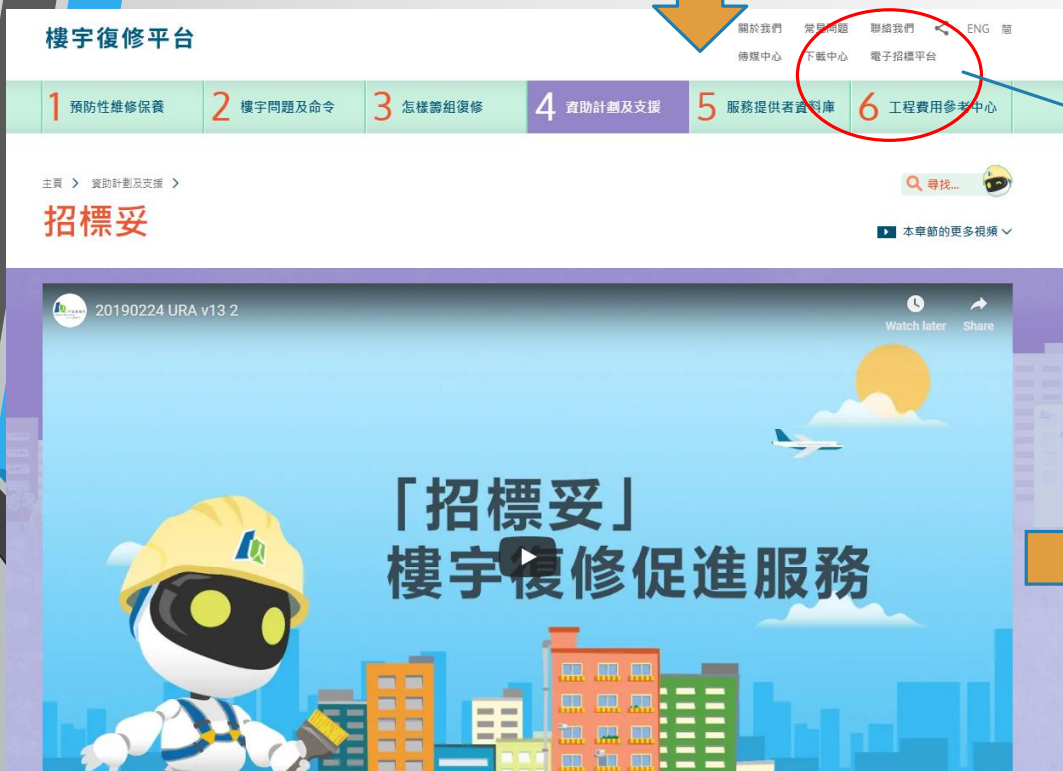 樓宇復修平台
關於我們 常見問題 聯絡我們 ENG 簡
傳媒中心 下載中心 電子招標平台
1 預防性維修保養 2 樓宇問題及命令 3 怎樣籌組復修 4 資助計劃及支援 5 服務提供者資料庫 6 工程費用參考中心
主頁 > 資助計劃及支援 >
尋找...
招標妥
本章節的更多視頻
20190224 URA v13 2
Watch later Share
「招標妥」
樓宇復修促進服務